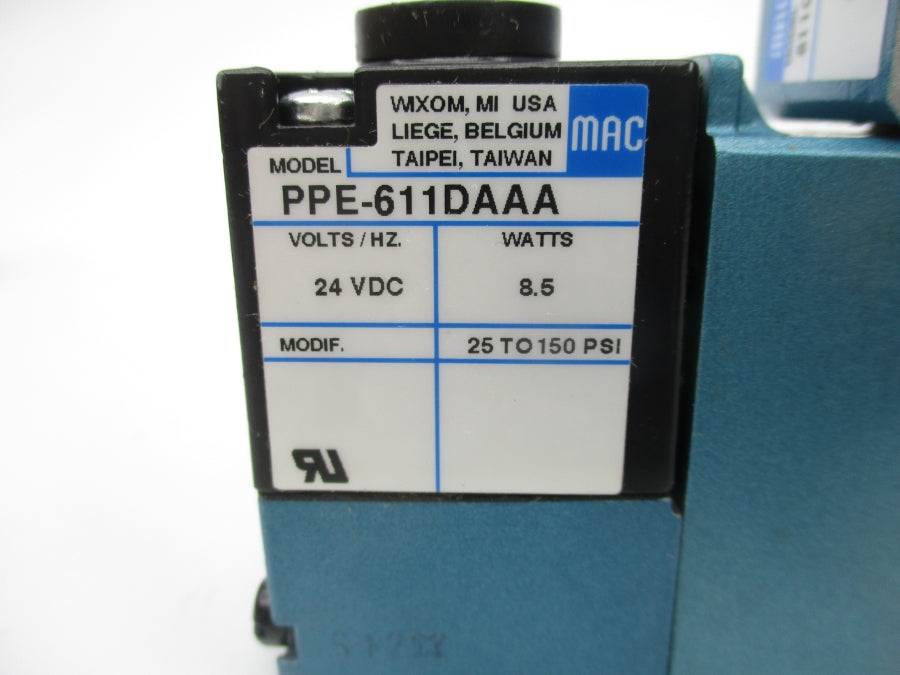 WIXOM, MI USA
LIEGE, BELGIUM
TAIPEI, TAIWAN
MAC
MODEL
PPE-611DAAA
VOLTS / HZ.
WATTS
24 VDC
8.5
MODIF.
25 TO 150 PSI